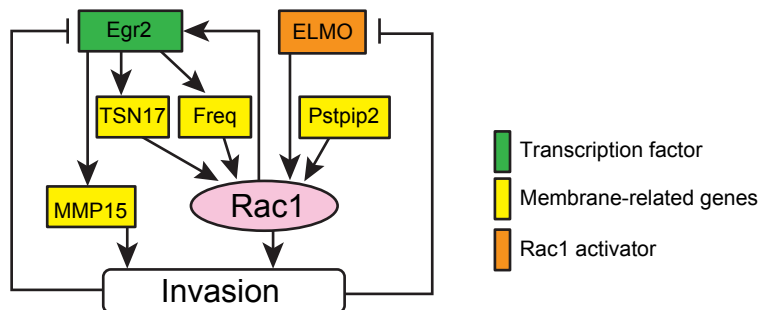 Egr2
ELMO
TSN17
Freq
Pstpip2
MMP15
Rac1
Invasion
Transcription factor
Membrane-related genes
Rac1 activator